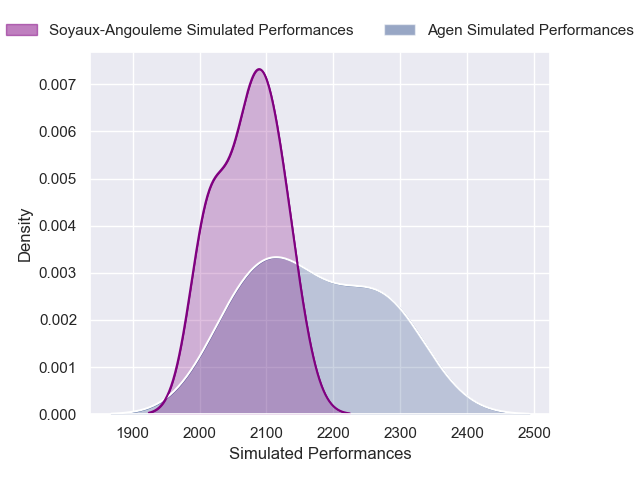 Soyaux-Angouleme Simulated Performances
Agen Simulated Performances
0.007
0.006
0.005
0.004
0.003
0.002
0.001
0.000
Density
1900 2000 2100 2200 2300 2400 2500
Simulated Performances